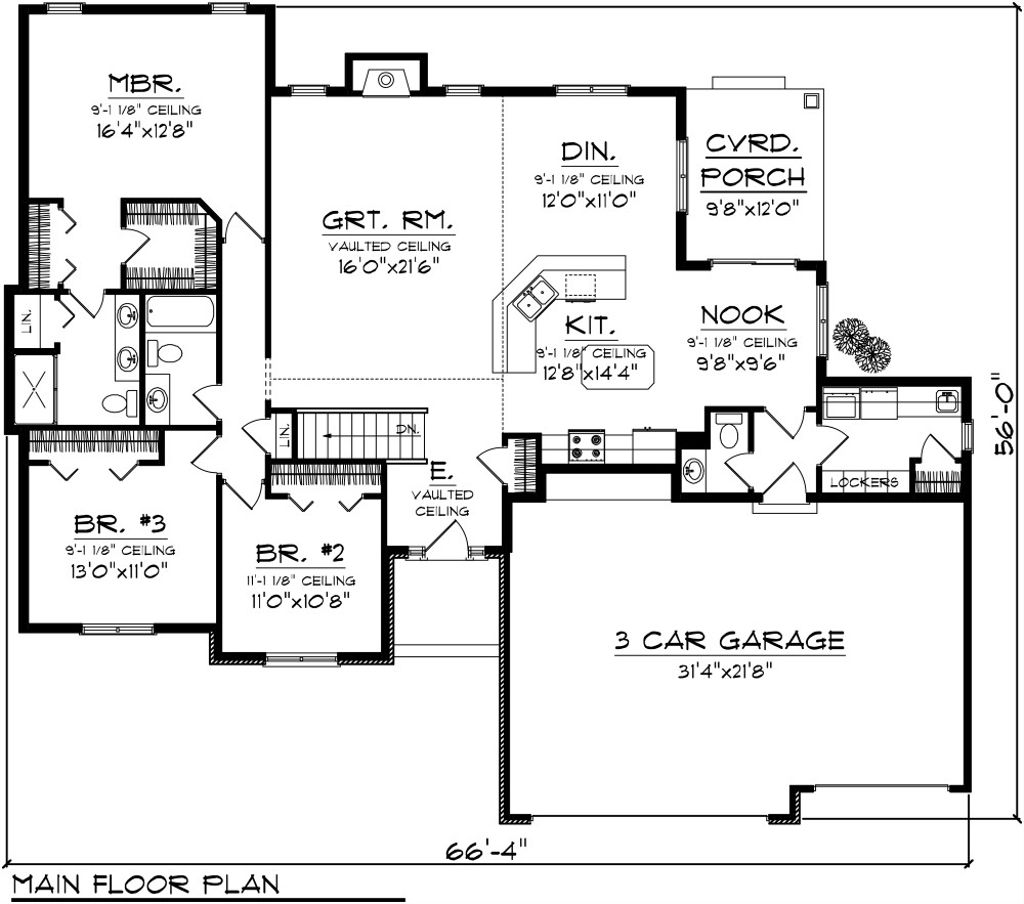 MBR.
9'-1 1/8" CEILING
16'4"x12'8"
GRT. RM.
VAULTED CEILING
16'0"x21'6"
DIN.
9'-1 1/8" CEILING
12'0"x11'0"
CVRD.
PORCH
9'8"x12'0"
LIN.
KIT.
9'-1 1/8" CEILING
12'8"x14'4"
NOOK
9'-1 1/8" CEILING
9'8"x9'6"
LIN.
DN.
E.
VAULTED
CEILING
LOCKERS
BR. #3
9'-1 1/8" CEILING
13'0"x11'0"
BR. #2
11'-1 1/8" CEILING
11'0"x10'8"
3 CAR GARAGE
31'4"x21'8"
56'-0"
66'-4"
MAIN FLOOR PLAN